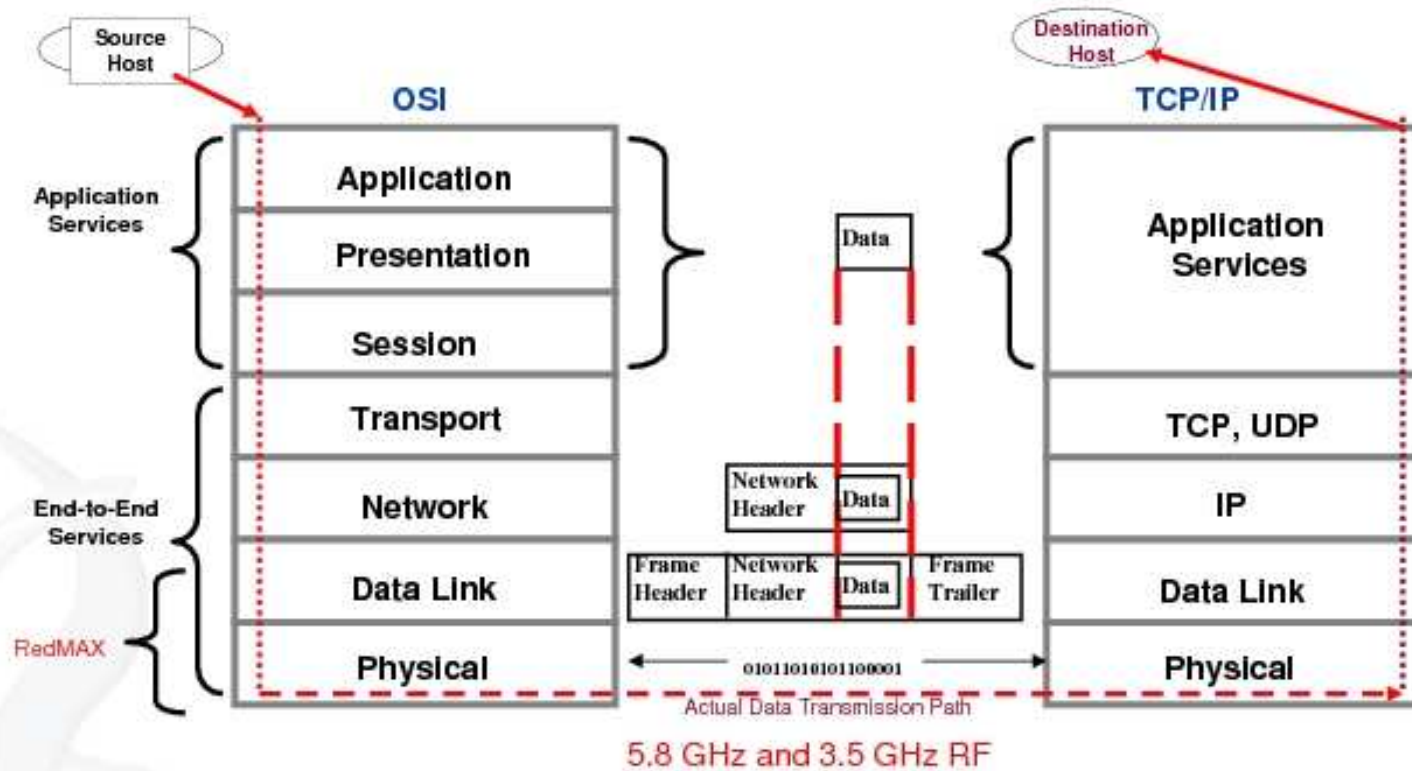 Source
Host
Destination
Host
OSI
TCP/IP
Application
Services
Application
Presentation
Session
Data
Application
Services
End-to-End
Services
Transport
Network
Data Link
Physical
Network
Header
Data
Frame
Header
Network
Header
Data
Frame
Trailer
TCP, UDP
IP
Data Link
Physical
RedMAX
01011010101100001
Actual Data Transmission Path
5.8 GHz and 3.5 GHz RF